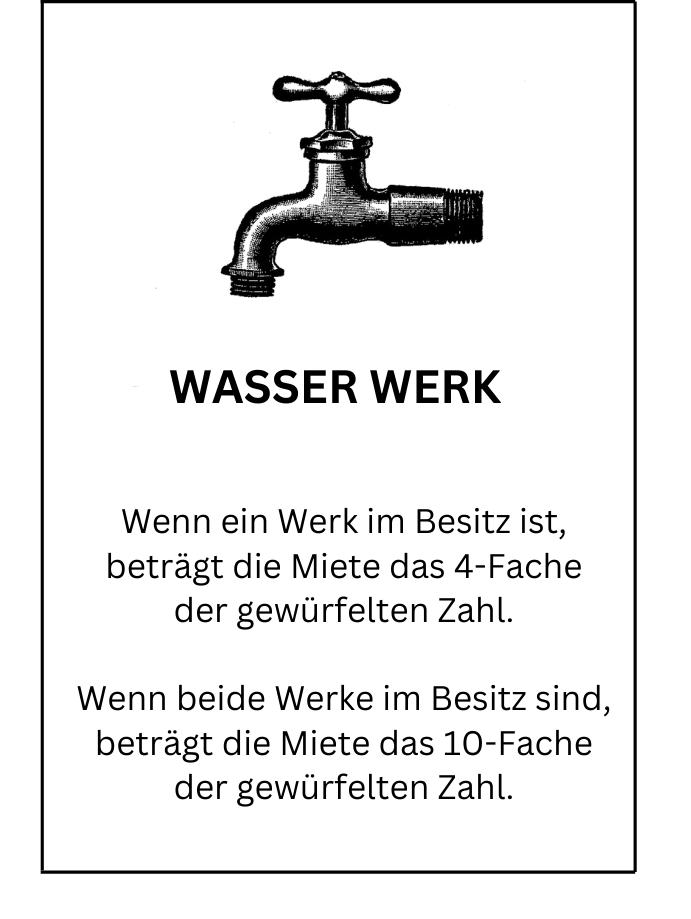 WASSER WERK
Wenn ein Werk im Besitz ist,
beträgt die Miete das 4-Fache
der gewürfelten Zahl.
Wenn beide Werke im Besitz sind,
beträgt die Miete das 10-Fache
der gewürfelten Zahl.